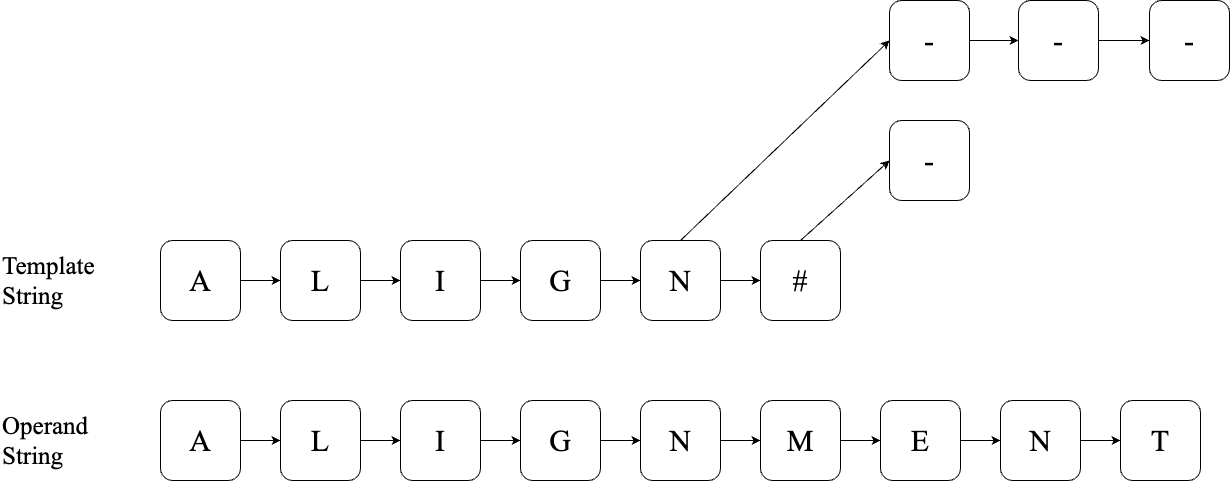 - - -
-
Template
String
A L I G N #
Operand
String
A L I G N M E N T